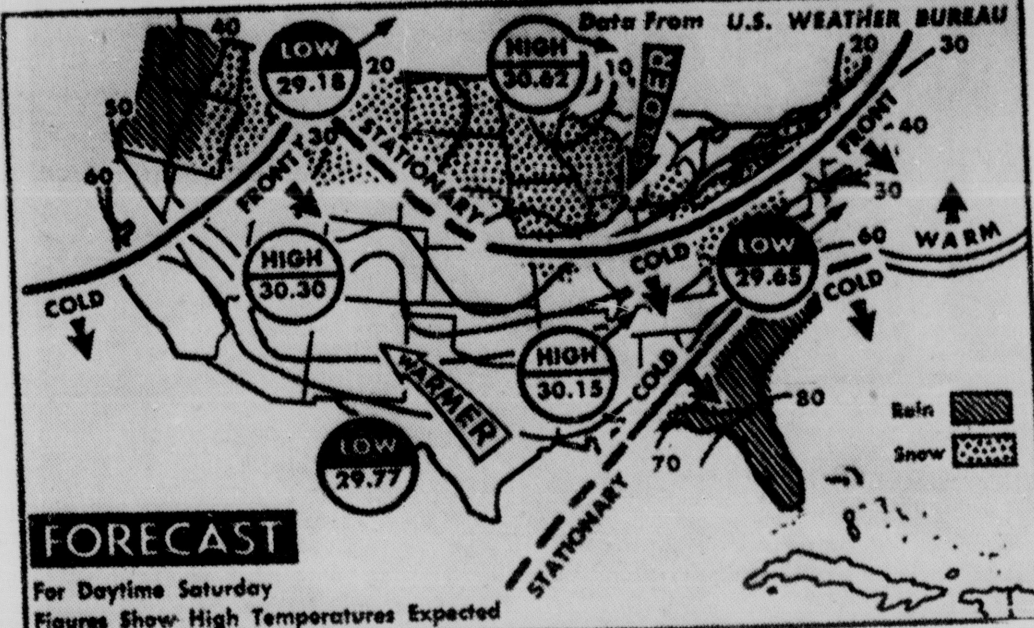 Data From U.S. WEATHER BUREAU
40
LOW
29.18
20
HIGH
30.62
10
COLDER
20
30
50
30
STATIONARY
FRONT
FRONT
40
30
60
COLD
HIGH
30.30
COLD
LOW
29.65
60
WARM
COLD
WARMER
HIGH
30.15
COLD
80
70
LOW
29.77
STATIONARY
Rain
Snow
FORECAST
For Daytime Saturday
Figures Show High Temperatures Expected